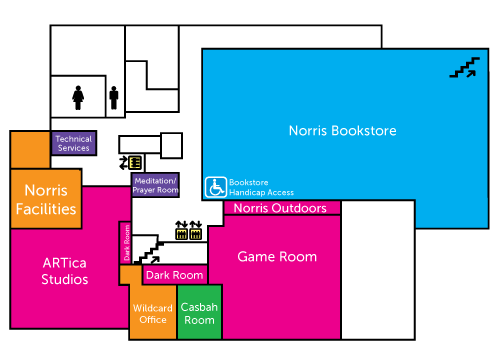 Norris Bookstore
Technical
Services
Meditation/
Prayer Room
Bookstore
Handicap Access
Norris
Facilities
Norris Outdoors
Dark Room
ARTica
Studios
Game Room
Dark Room
Wildcard
Office
Casbah
Room